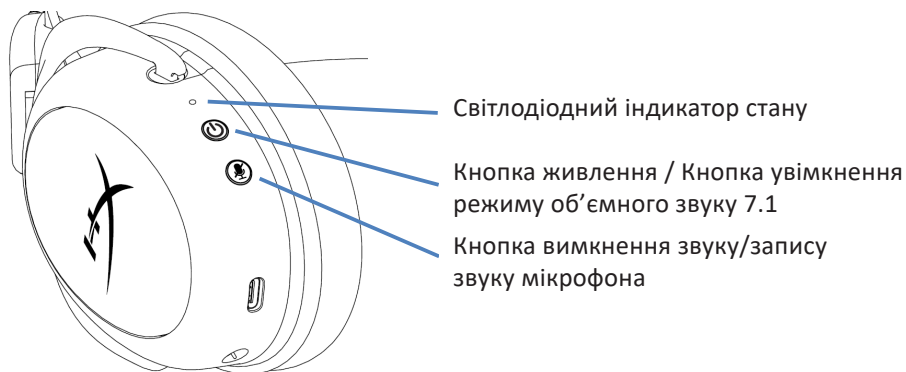 Світлодіодний індикатор стану
Кнопка живлення / Кнопка увімкнення
режиму об’ємного звуку 7.1
Кнопка вимкнення звуку/запису
звуку мікрофона
HX